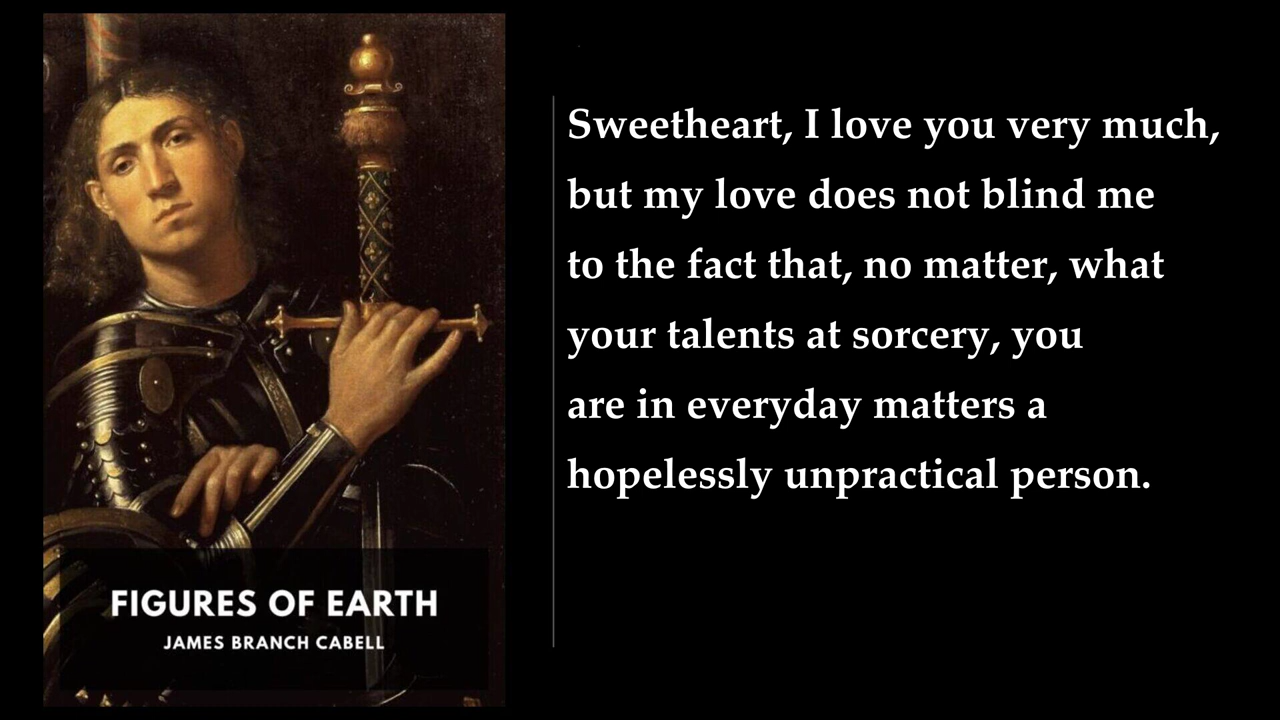 FIGURES OF EARTH
JAMES BRANCH CABELL
Sweetheart, I love you very much,
but my love does not blind me
to the fact that, no matter, what
your talents at sorcery, you
are in everyday matters a
hopelessly unpractical person.